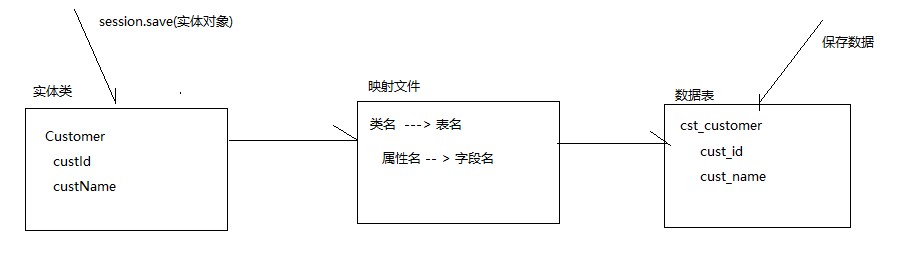 session.save(实体对象)
保存数据
实体类
映射文件
数据表
Customer
custId
custName
类名 ---> 表名
属性名 -- > 字段名
cst_customer
cust_id
cust_name